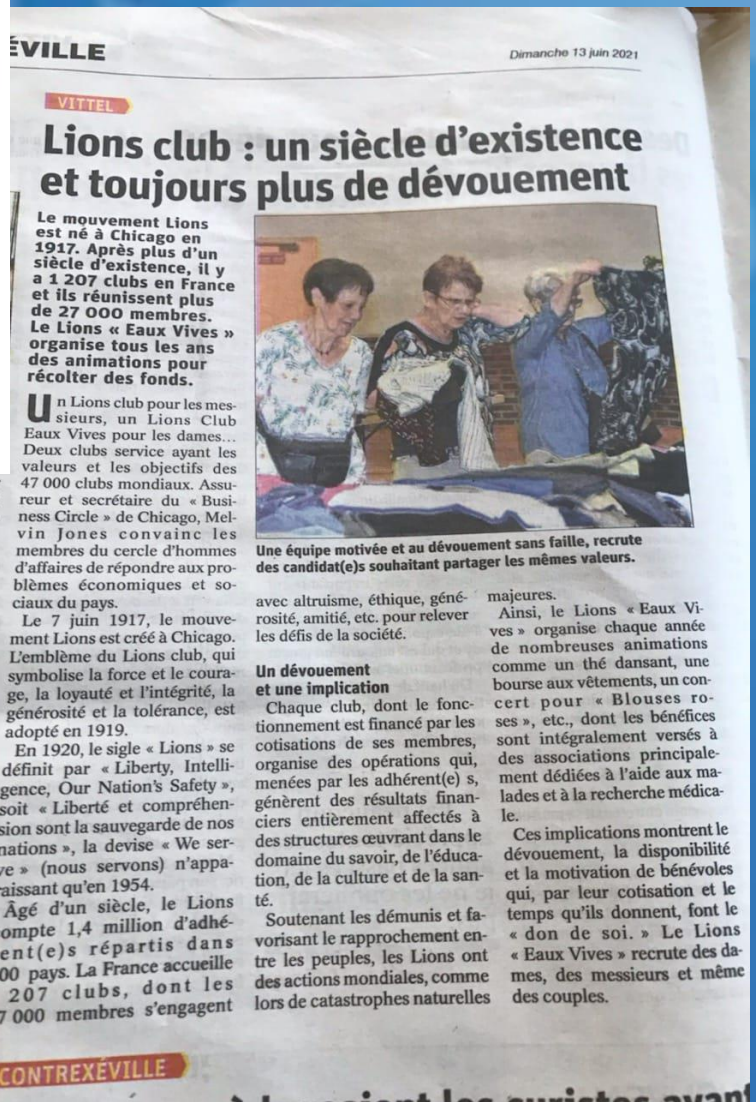 ÉVILLE
Dimanche 13 juin 2021
VITTEL
Lions club : un siècle d'existence
et toujours plus de dévouement
Le mouvement Lions
est né à Chicago en
1917. Après plus d'un
siècle d'existence, il y
a 1 207 clubs en France
et ils réunissent plus
de 27 000 membres.
Le Lions « Eaux Vives »
organise tous les ans
des animations pour
récolter des fonds.
Un Lions club pour les mes-
sieurs, un Lions Club
Eaux Vives pour les dames...
Deux clubs service ayant les
valeurs et les objectifs des
47 000 clubs mondiaux. Assu-
reur et secrétaire du « Busi-
ness Circle » de Chicago, Mel-
vin Jones convainc les
membres du cercle d'hommes
d'affaires de répondre aux pro-
blèmes économiques et so-
ciaux du pays.
Le 7 juin 1917, le mouve-
ment Lions est créé à Chicago.
L'emblème du Lions club, qui
symbolise la force et le coura-
ge, la loyauté et l'intégrité, la
générosité et la tolérance, est
adopté en 1919.
En 1920, le sigle « Lions » se
définit par « Liberty, Intelli-
gence, Our Nation's Safety »,
soit « Liberté et compréhen-
sion sont la sauvegarde de nos
nations », la devise « We ser-
ve » (nous servons) n'appa-
raissant qu'en 1954.
Âgé d'un siècle, le Lions
ompte 1,4 million d'adhé-
ent(e)s répartis dans
00 pays. La France accueille
207 clubs, dont les
7 000 membres s'engagent
Une équipe motivée et au dévouement sans faille, recrute
des candidat(e)s souhaitant partager les mêmes valeurs.
avec altruisme, éthique, géné-
rosité, amitié, etc. pour relever
les défis de la société.
Un dévouement
et une implication
Chaque club, dont le fonc-
tionnement est financé par les
cotisations de ses membres,
organise des opérations qui,
menées par les adhérent(e) s,
génèrent des résultats finan-
ciers entièrement affectés à
des structures œuvrant dans le
domaine du savoir, de l'éduca-
tion, de la culture et de la san-
té.
Soutenant les démunis et fa-
vorisant le rapprochement en-
tre les peuples, les Lions ont
des actions mondiales, comme
lors de catastrophes naturelles
majeures.
Ainsi, le Lions « Eaux Vi-
ves » organise chaque année
de nombreuses animations
comme un thé dansant, une
bourse aux vêtements, un con-
cert pour « Blouses ro-
ses », etc., dont les bénéfices
sont intégralement versés à
des associations principale-
ment dédiées à l'aide aux ma-
lades et à la recherche médica-
le.
Ces implications montrent le
dévouement, la disponibilité
et la motivation de bénévoles
qui, par leur cotisation et le
temps qu'ils donnent, font le
« don de soi. » Le Lions
« Eaux Vives » recrute des da-
mes, des messieurs et même
des couples.
CONTREXÉVILLE